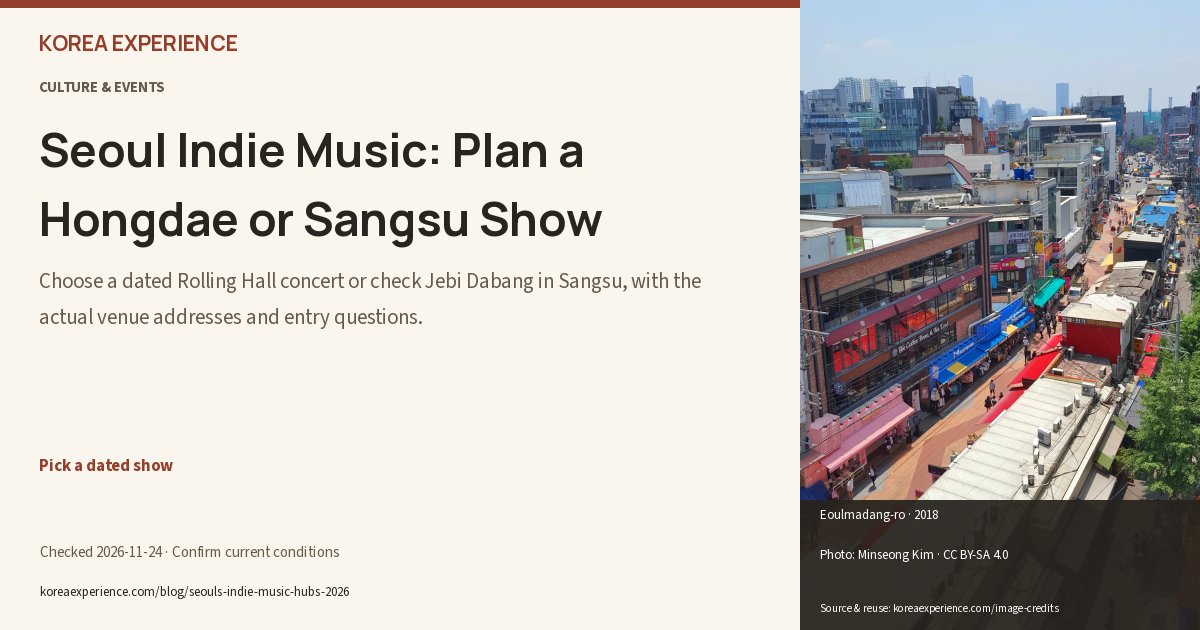 KOREA EXPERIENCE
CULTURE & EVENTS
Seoul Indie Music: Plan a
Hongdae or Sangsu Show
Choose a dated Rolling Hall concert or check Jebi Dabang in Sangsu, with the
actual venue addresses and entry questions.
Pick a dated show
Checked 2026-11-24 · Confirm current conditions
koreaexperience.com/blog/seouls-indie-music-hubs-2026
Eoulmadang-ro · 2018
Photo: Minseong Kim · CC BY-SA 4.0
Source & reuse: koreaexperience.com/image-credits